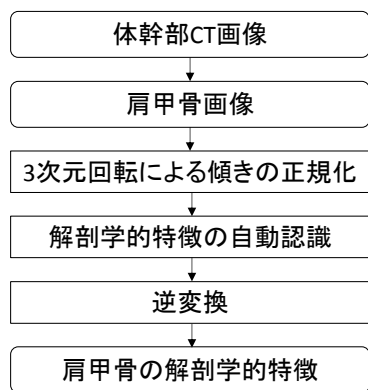 体幹部CT画像
肩甲骨画像
3次元回転による傾きの正規化
解剖学的特徴の自動認識
逆変換
肩甲骨の解剖学的特徴